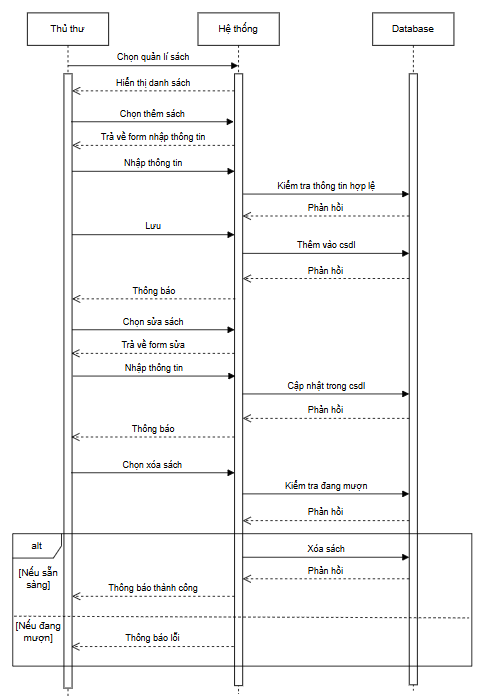 Thủ thư
Hệ thống
Database
Chọn quản lí sách
Hiển thị danh sách
Chọn thêm sách
Trả về form nhập thông tin
Nhập thông tin
Kiểm tra thông tin hợp lệ
Phản hồi
Lưu
Thêm vào csdl
Phản hồi
Thông báo
Chọn sửa sách
Trả về form sửa
Nhập thông tin
Cập nhật trong csdl
Phản hồi
Thông báo
Chọn xóa sách
Kiểm tra đang mượn
Phản hồi
alt
Xóa sách
[Nếu sẵn
sàng]
Phản hồi
Thông báo thành công
[Nếu đang
mượn]
Thông báo lỗi